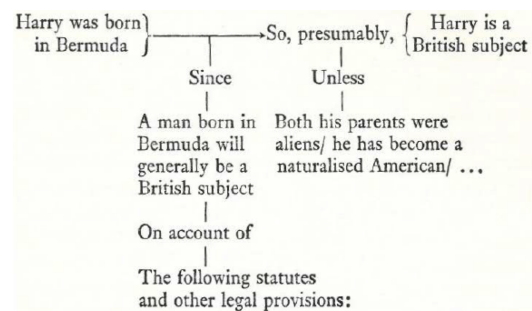 Harry was born
in Bermuda
So, presumably,
Harry is a
British subject
Since
Unless
A man born in
Bermuda will
generally be a
British subject
Both his parents were
aliens/ he has become a
naturalised American/ ...
On account of
The following statutes
and other legal provisions: